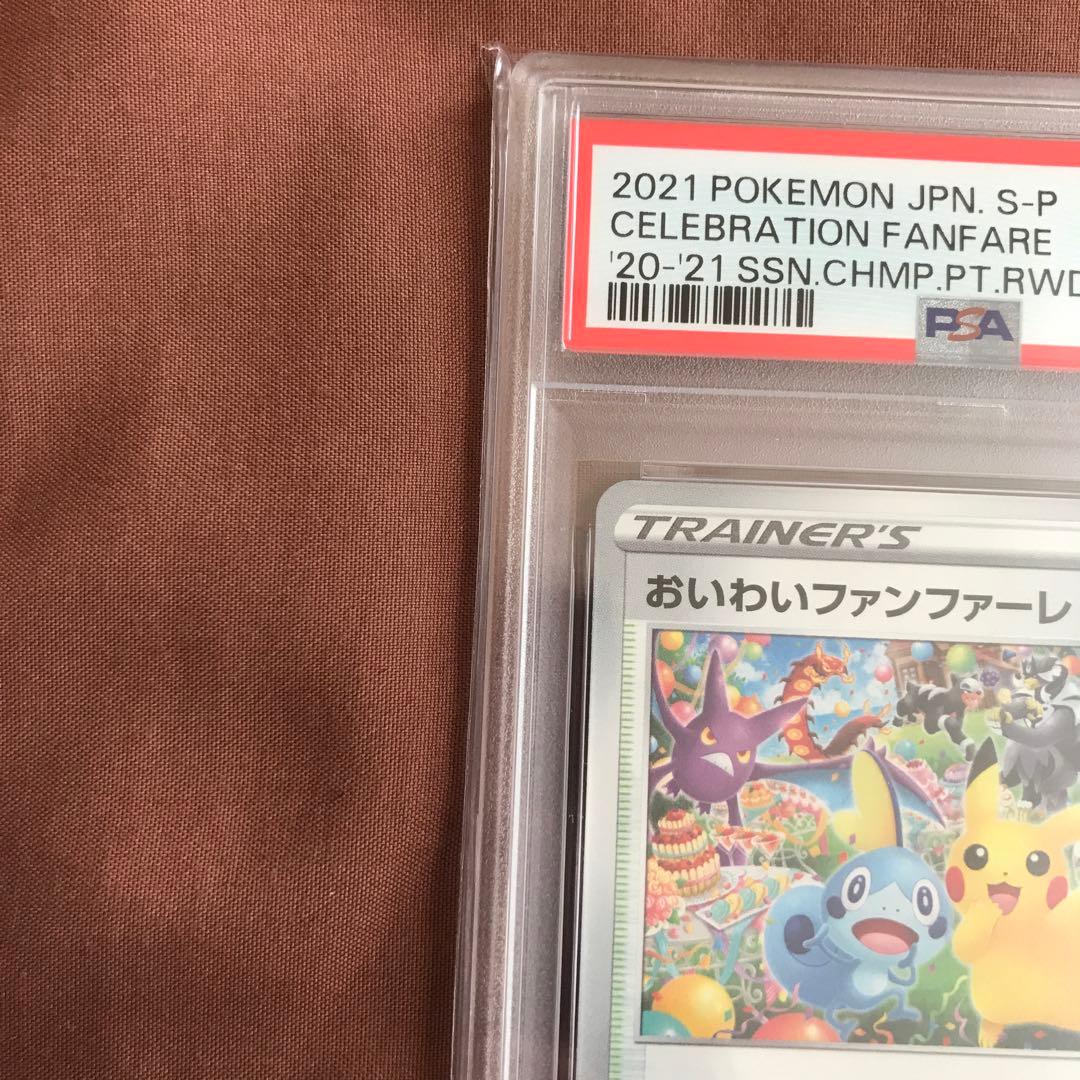 2021 POKEMON JPN. S-P
CELEBRATION FANFARE
'20-'21 SSN.CHMP.PT.RWD
PSA
TRAINER'S
おいわいファンファーレ